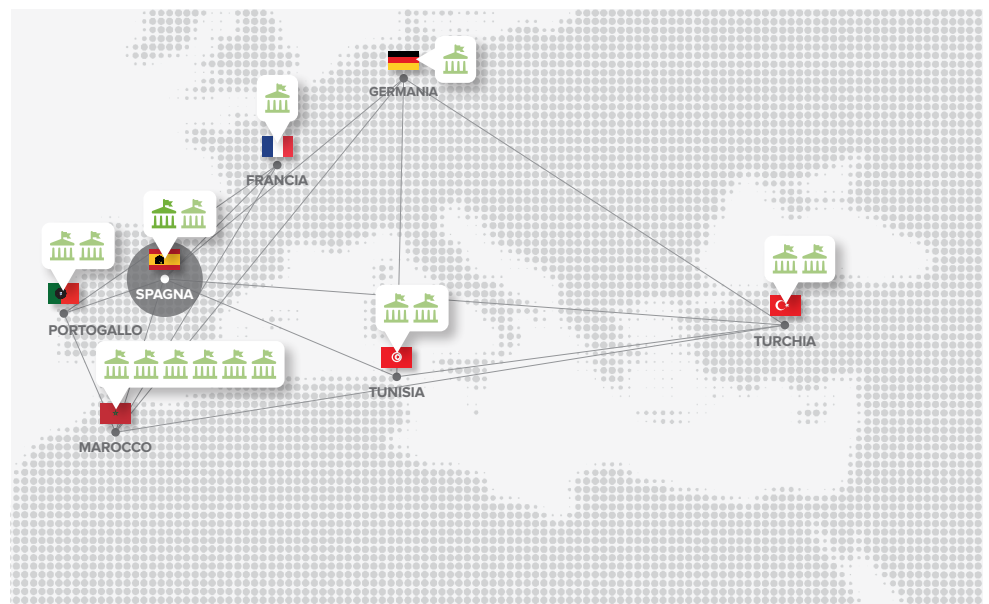 GERMANIA
FRANCIA
SPAGNA
PORTOGALLO
TURCHIA
TUNISIA
MAROCCO